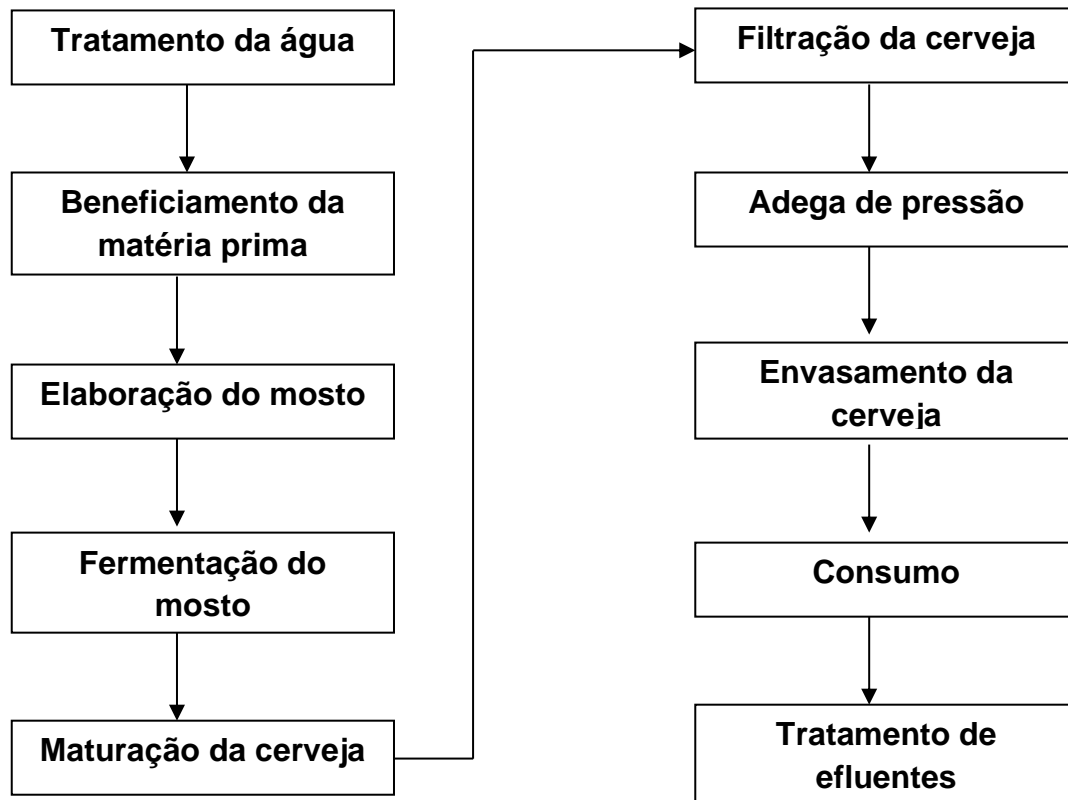 Tratamento da água
Beneficiamento da
matéria prima
Elaboração do mosto
Fermentação do
mosto
Maturação da cerveja
Filtração da cerveja
Adega de pressão
Envasamento da
cerveja
Consumo
Tratamento de
efluentes